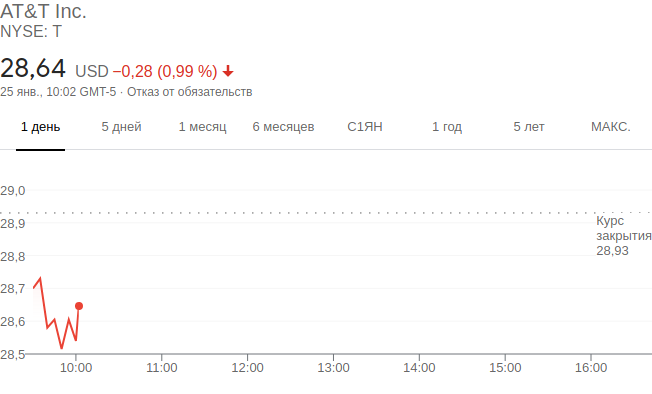 AT&T Inc.
NYSE: T
28,64 USD −0,28 (0,99 %)
25 янв., 10:02 GMT-5 · Отказ от обязательств
1 день 5 дней 1 месяц 6 месяцев С1ЯН 1 год 5 лет МАКС.
29,0
28,9
Курс
закрытия
28,93
28,8
28,7
28,6
28,5
10:00 11:00 12:00 13:00 14:00 15:00 16:00